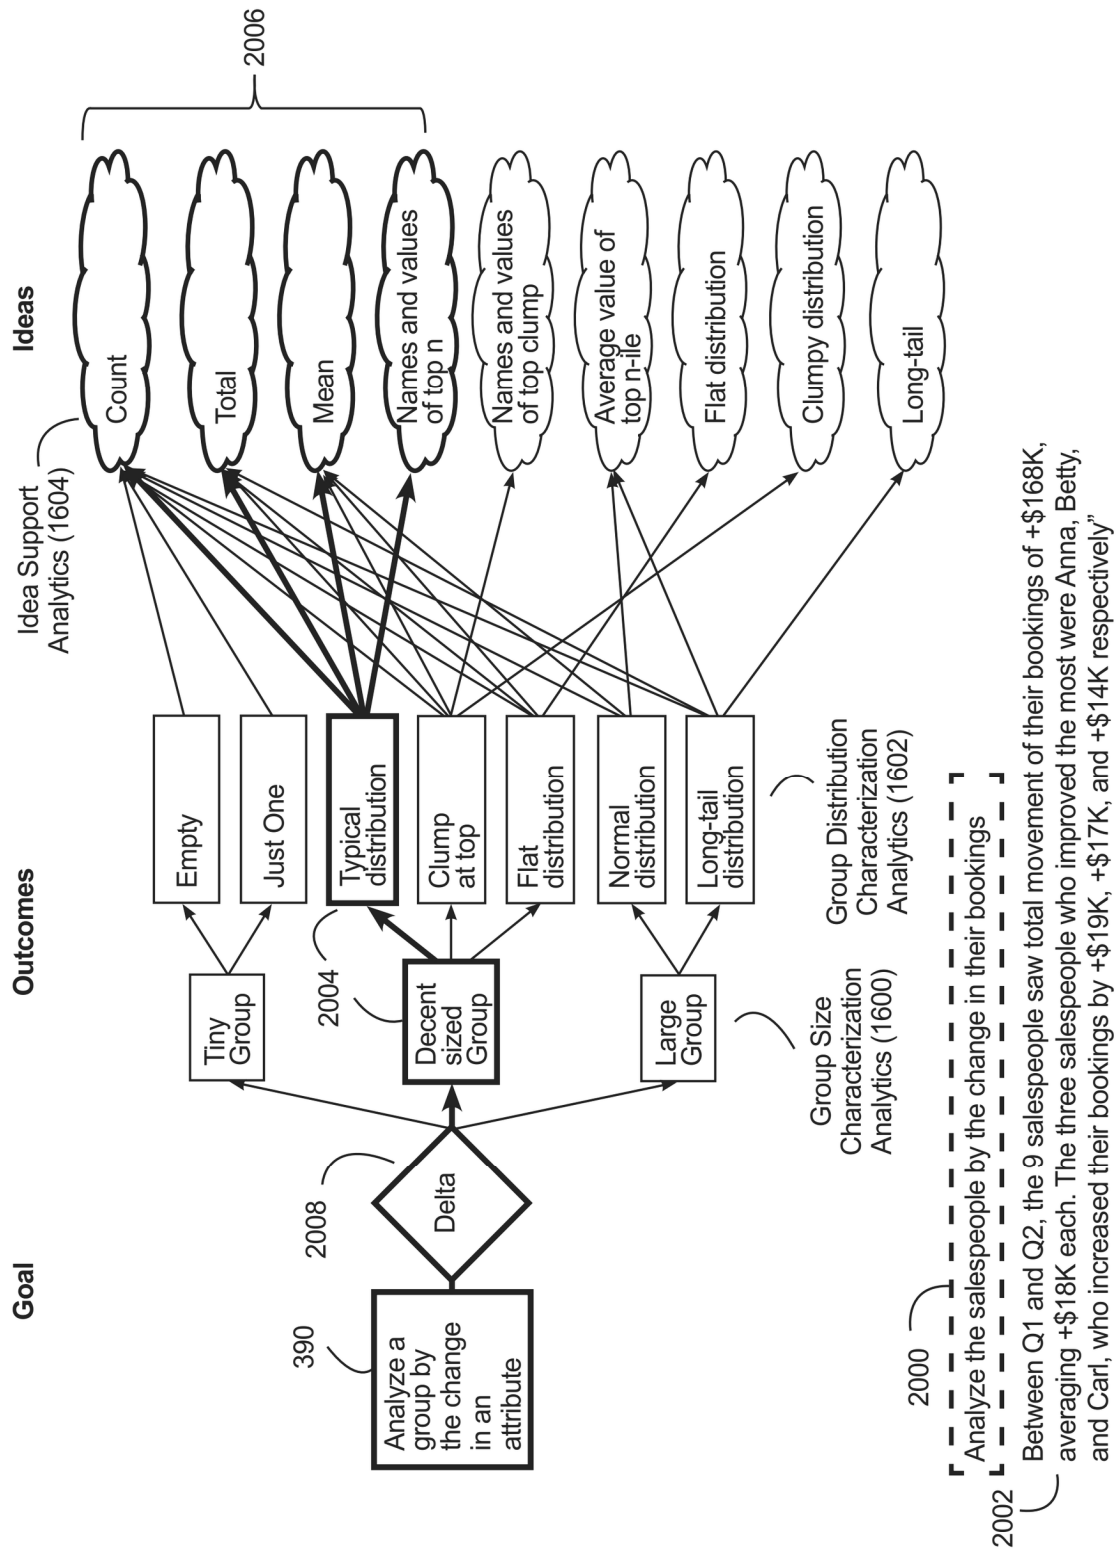 Goal
Outcomes
Ideas
390
Analyze a
group by
the change
in an
attribute
2008
Delta
Tiny
Group
2004
Decent
sized
Group
Large
Group
Group Size
Characterization
Analytics (1600)
Empty
Just One
Typical
distribution
Clump
at top
Flat
distribution
Normal
distribution
Long-tail
distribution
Group Distribution
Characterization
Analytics (1602)
Idea Support
Analytics (1604)
Count
Total
Mean
Names and values
of top n
Names and values
of top clump
Average value of
top n-ile
Flat distribution
Clumpy distribution
Long-tail
2006
2000
Analyze the salespeople by the change in their bookings
2002
Between Q1 and Q2, the 9 salespeople saw total movement of their bookings of +$168K,
averaging +$18K each. The three salespeople who improved the most were Anna, Betty,
and Carl, who increased their bookings by +$19K, +$17K, and +$14K respectively”